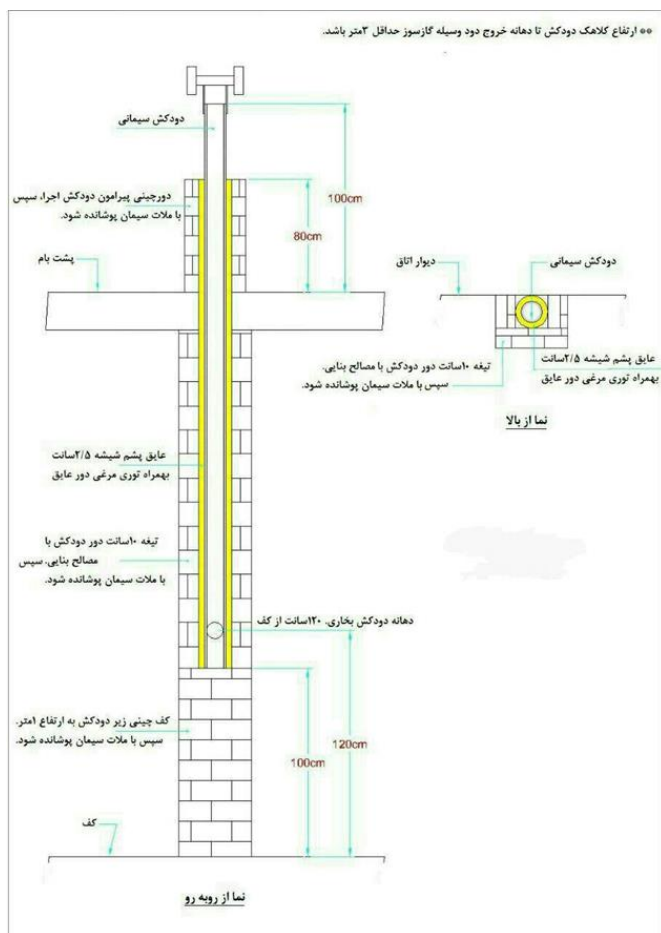 ** ارتفاع کلاهک دودکش تا دهانه خروج دود وسیله گازسوز حداقل ۳متر باشد.
دودکش سیمانی
100cm
دورچینی پیرامون دودکش اجرا، سپس
با ملات سیمان پوشانده شود.
80cm
پشت بام
دیوار اتاق
دودکش سیمانی
تیغه ۱۰سانت دور دودکش با مصالح بنایی.
سپس با ملات سیمان پوشانده شود.
عایق پشم شیشه ۲/۵سانت
بهمراه توری مرغی دور عایق
نما از بالا
عایق پشم شیشه ۲/۵سانت
بهمراه توری مرغی دور عایق
تیغه ۱۰سانت دور دودکش با
مصالح بنایی. سپس
با ملات سیمان پوشانده شود.
دهانه دودکش بخاری. ۱۲۰سانت از کف
کف چینی زیر دودکش به ارتفاع ۱متر.
سپس با ملات سیمان پوشانده شود.
100cm
120cm
کف
نما از روبه رو